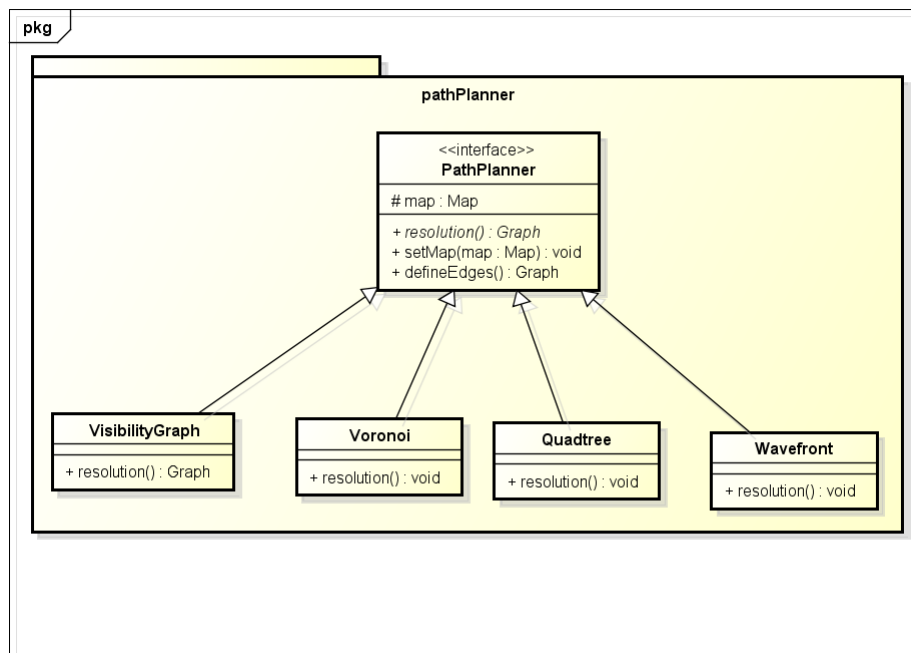 pkg
pathPlanner
<<interface>>
PathPlanner
# map : Map
+ resolution() : Graph
+ setMap(map : Map) : void
+ defineEdges() : Graph
VisibilityGraph
+ resolution() : Graph
Voronoi
+ resolution() : void
Quadtree
+ resolution() : void
Wavefront
+ resolution() : void